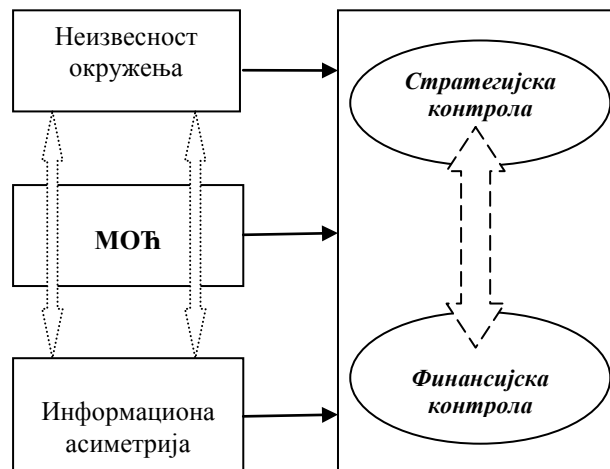 Неизвесност
окружења
Стратегијска
контрола
МОЋ
Информациона
асиметрија
Финансијска
контрола